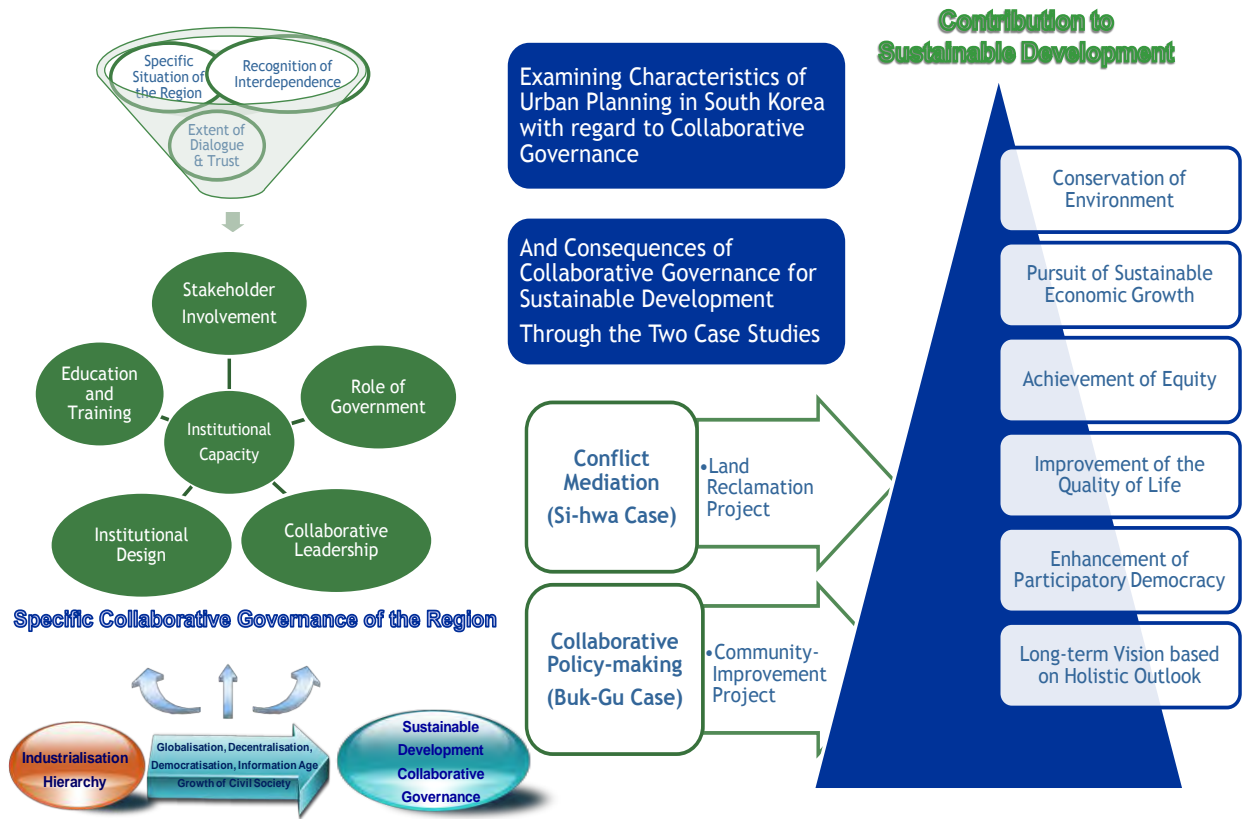 Specific
Situation of
the Region
Recognition of
Interdependence
Extent of
Dialogue
& Trust
Stakeholder
Involvement
Education
and
Training
Role of
Government
Institutional
Capacity
Institutional
Design
Collaborative
Leadership
Specific Collaborative Governance of the Region
Industrialisation
Hierarchy
Globalisation, Decentralisation,
Democratisation, Information Age
Growth of Civil Society
Sustainable
Development
Collaborative
Governance
Examining Characteristics of
Urban Planning in South Korea
with regard to Collaborative
Governance
And Consequences of
Collaborative Governance for
Sustainable Development
Through the Two Case Studies
Conflict
Mediation
(Si-hwa Case)
•Land
Reclamation
Project
Collaborative
Policy-making
(Buk-Gu Case)
•Community-
Improvement
Project
Contribution to
Sustainable Development
Conservation of
Environment
Pursuit of Sustainable
Economic Growth
Achievement of Equity
Improvement of the
Quality of Life
Enhancement of
Participatory Democracy
Long-term Vision based
on Holistic Outlook